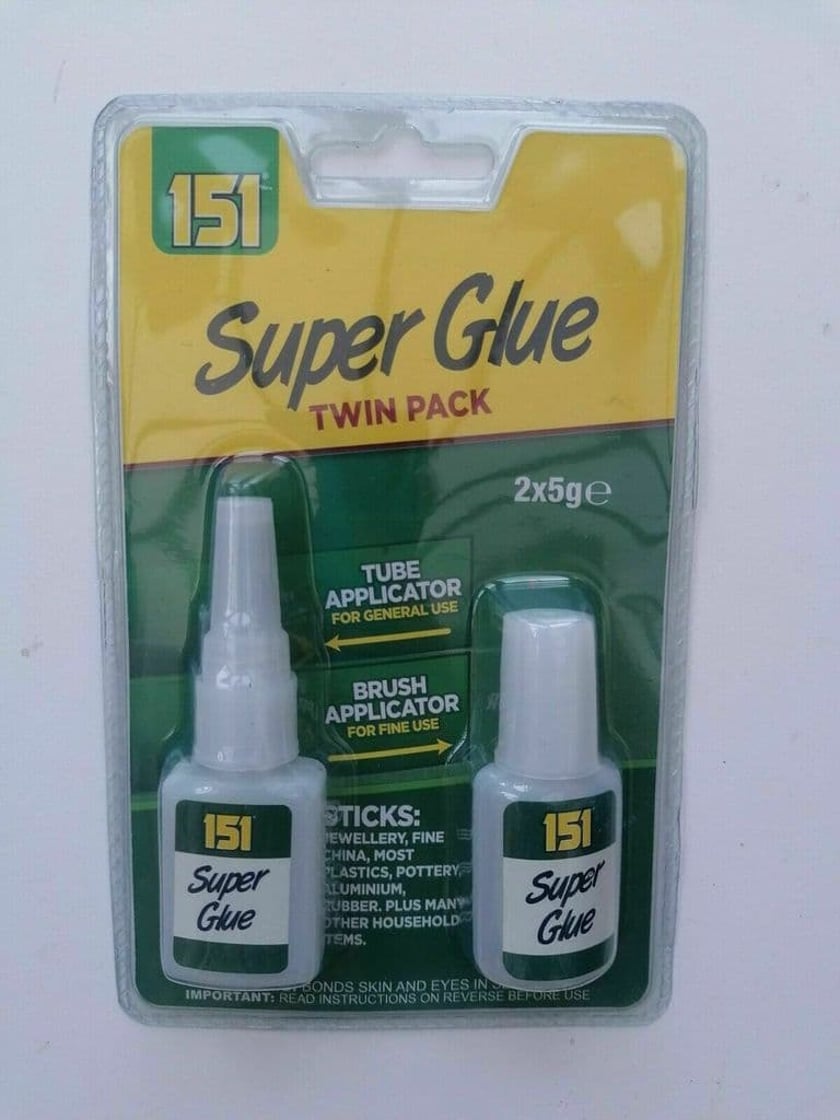 151
Super Glue
TWIN PACK
2x5g℮
TUBE
APPLICATOR
FOR GENERAL USE
BRUSH
APPLICATOR
FOR FINE USE
STICKS:
JEWELLERY, FINE
CHINA, MOST
PLASTICS, POTTERY,
ALUMINIUM,
RUBBER. PLUS MANY
OTHER HOUSEHOLD
ITEMS.
151
Super
Glue
151
Super
Glue
BONDS SKIN AND EYES IN
IMPORTANT: READ INSTRUCTIONS ON REVERSE BEFORE USE